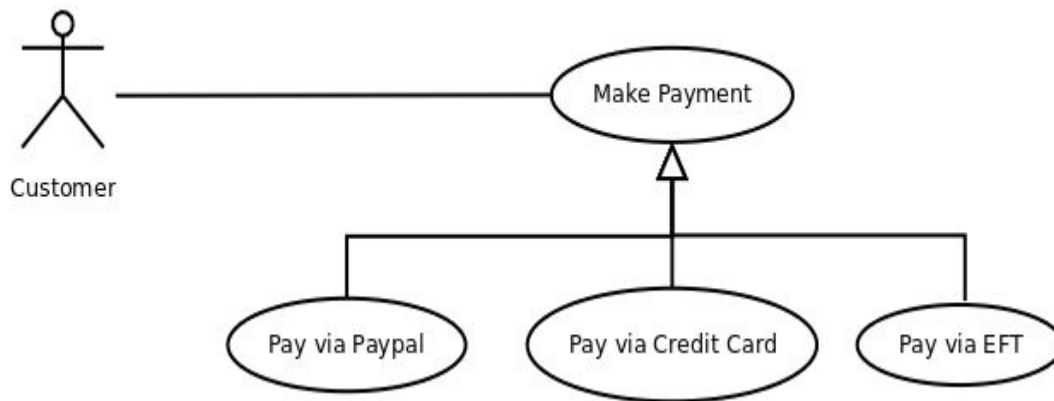 Make Payment
Customer
Pay via Paypal
Pay via Credit Card
Pay via EFT